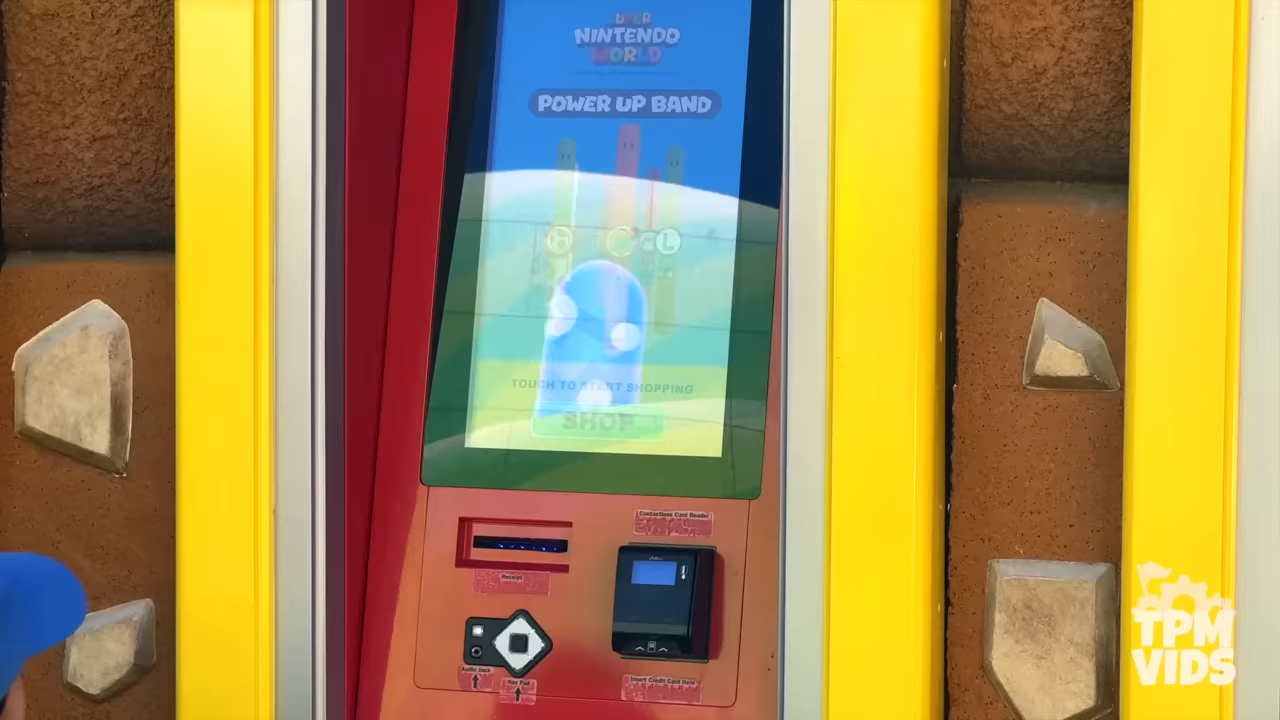 SUPER
NINTENDO
WORLD
POWER UP BAND
L
TOUCH TO START SHOPPING
SHOP
Contactless Card Reader
Receipt
Audio Jack
Nav Pad
Insert Credit Card Here
TPM
VIDS